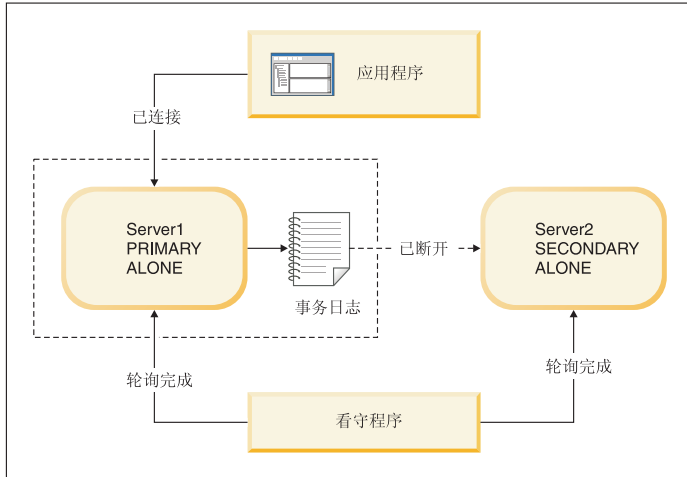 应用程序
已连接
Server1
PRIMARY
ALONE
事务日志
已断开
Server2
SECONDARY
ALONE
轮询完成
轮询完成
看守程序